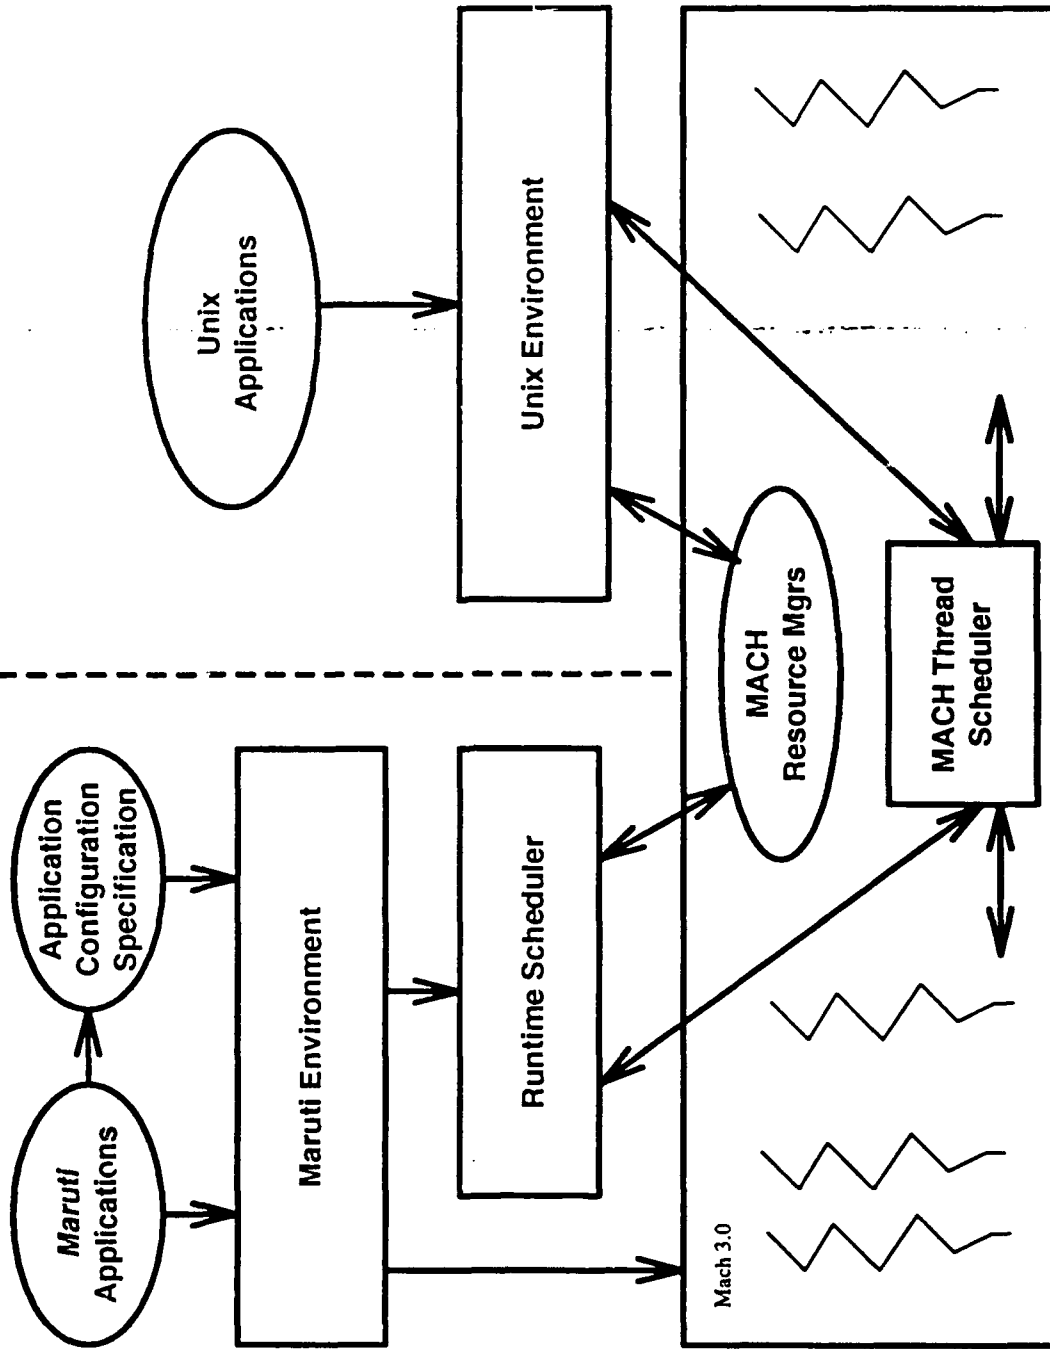 Maruti
Applications
Application
Configuration
Specification
Unix
Applications
Maruti Environment
Runtime Scheduler
Unix Environment
Mach 3.0
MACH
Resource Mgrs
MACH Thread
Scheduler